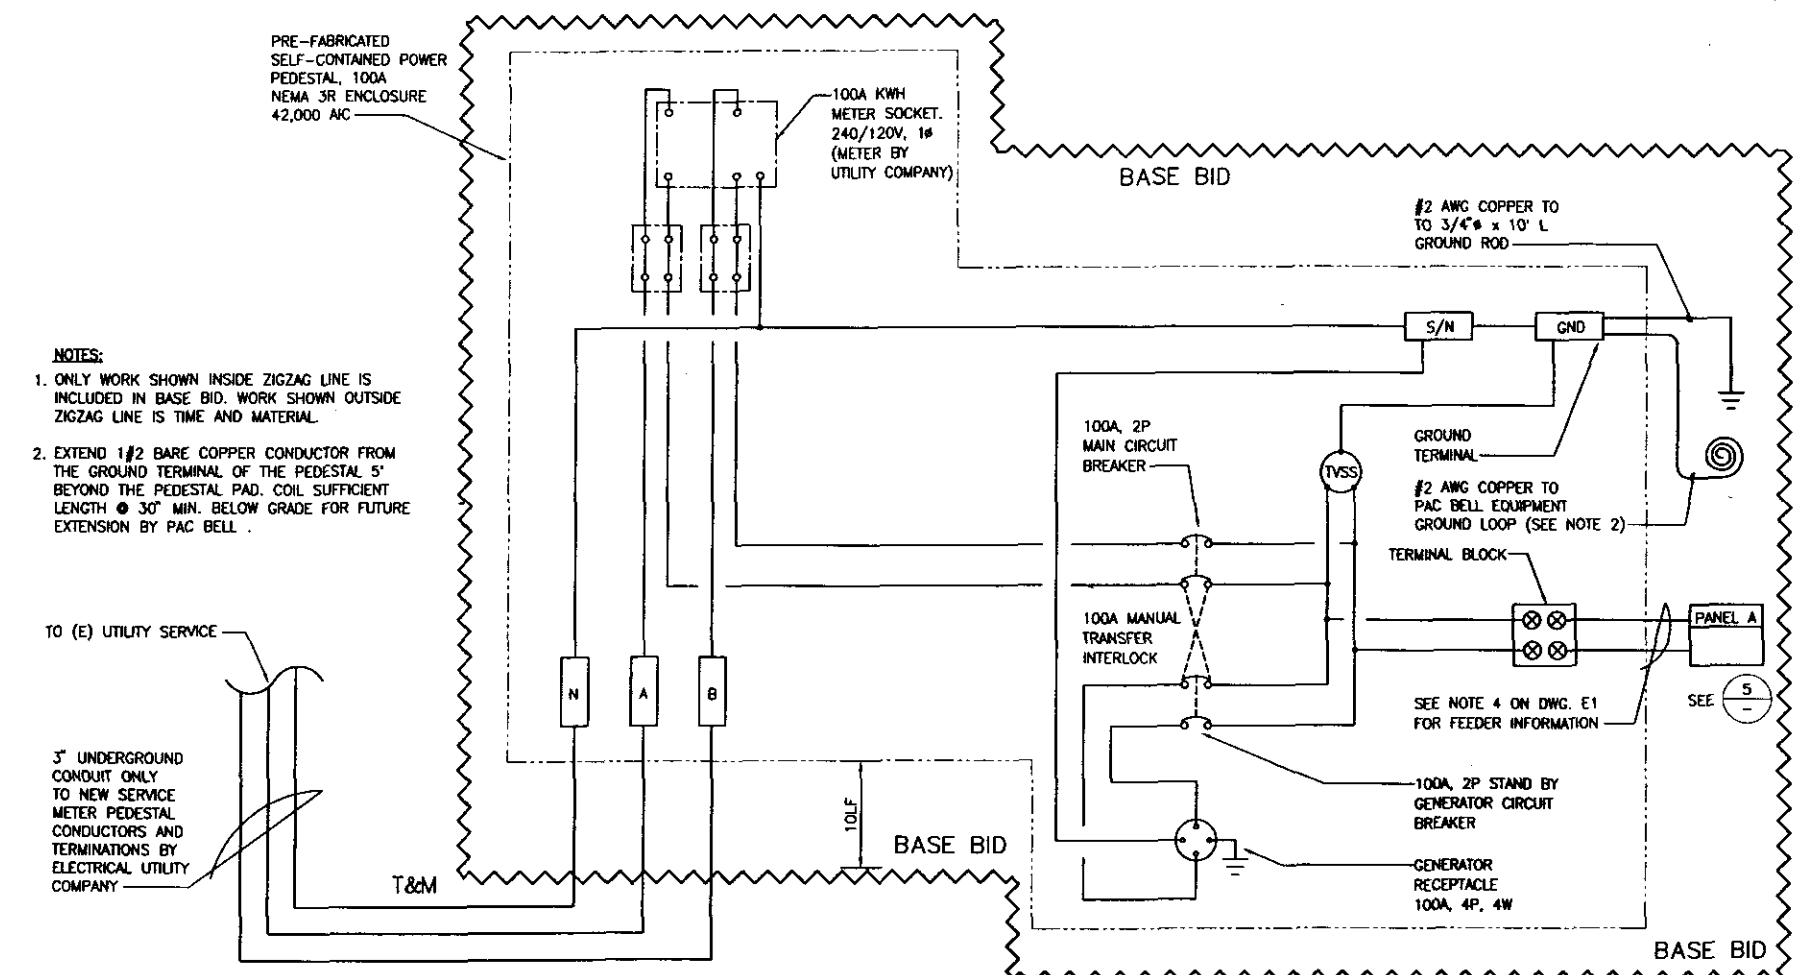 PRE-FABRICATED
SELF-CONTAINED POWER
PEDESTAL, 100A
NEMA 3R ENCLOSURE
42,000 AIC
100A KWH
METER SOCKET.
240/120V, 1ø
(METER BY
UTILITY COMPANY)
BASE BID
#2 AWG COPPER TO
TO 3/4"ø x 10' L
GROUND ROD
S/N
GND
NOTES:
1. ONLY WORK SHOWN INSIDE ZIGZAG LINE IS
INCLUDED IN BASE BID. WORK SHOWN OUTSIDE
ZIGZAG LINE IS TIME AND MATERIAL.
2. EXTEND 1#2 BARE COPPER CONDUCTOR FROM
THE GROUND TERMINAL OF THE PEDESTAL 5'
BEYOND THE PEDESTAL PAD. COIL SUFFICIENT
LENGTH @ 30" MIN. BELOW GRADE FOR FUTURE
EXTENSION BY PAC BELL .
100A, 2P
MAIN CIRCUIT
BREAKER
GROUND
TERMINAL
TVSS
#2 AWG COPPER TO
PAC BELL EQUIPMENT
GROUND LOOP (SEE NOTE 2)
TERMINAL BLOCK
100A MANUAL
TRANSFER
INTERLOCK
PANEL A
TO (E) UTILITY SERVICE
N
A
B
SEE NOTE 4 ON DWG. E1
FOR FEEDER INFORMATION
SEE 5
–
3" UNDERGROUND
CONDUIT ONLY
TO NEW SERVICE
METER PEDESTAL
CONDUCTORS AND
TERMINATIONS BY
ELECTRICAL UTILITY
COMPANY
T&M
10LF
BASE BID
100A, 2P STAND BY
GENERATOR CIRCUIT
BREAKER
GENERATOR
RECEPTACLE
100A, 4P, 4W
BASE BID